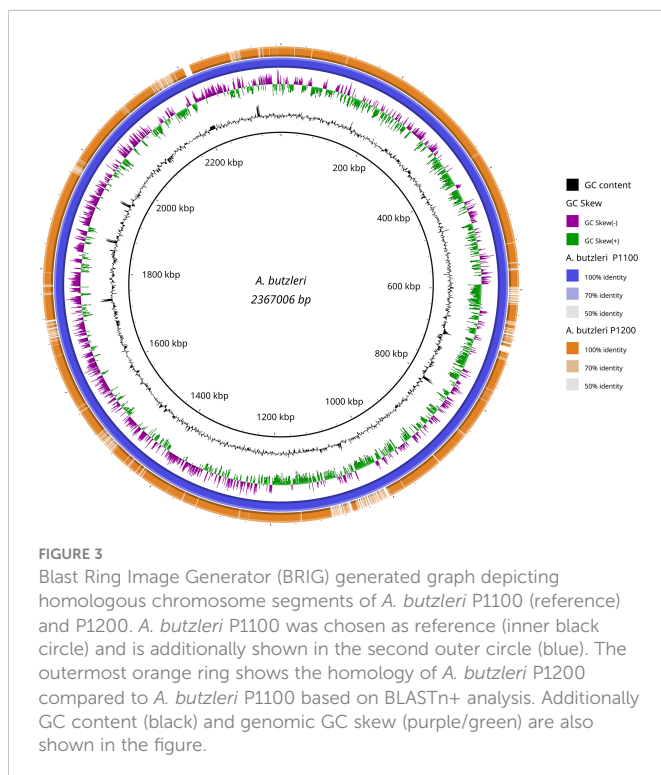 2200 kbp
200 kbp
2000 kbp
400 kbp
1800 kbp
600 kbp
A. butzleri
2367006 bp
1600 kbp
800 kbp
1400 kbp
1000 kbp
1200 kbp
GC content
GC Skew
GC Skew(-)
GC Skew(+)
A. butzleri P1100
100% identity
70% identity
50% identity
A. butzleri P1200
100% identity
70% identity
50% identity
FIGURE 3
Blast Ring Image Generator (BRIG) generated graph depicting
homologous chromosome segments of A. butzleri P1100 (reference)
and P1200. A. butzleri P1100 was chosen as reference (inner black
circle) and is additionally shown in the second outer circle (blue). The
outermost orange ring shows the homology of A. butzleri P1200
compared to A. butzleri P1100 based on BLASTn+ analysis. Additionally
GC content (black) and genomic GC skew (purple/green) are also
shown in the figure.